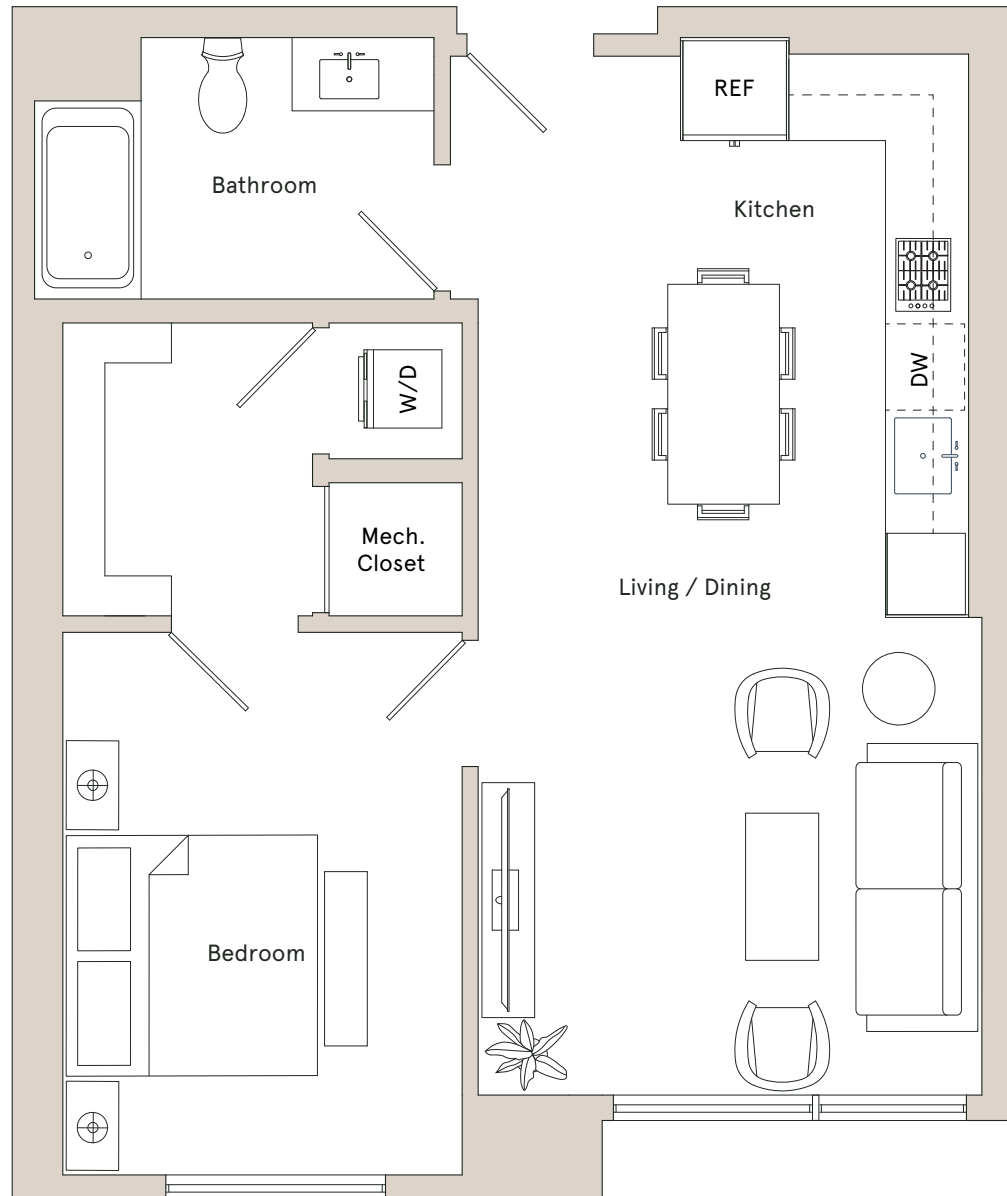 REF
Bathroom
Kitchen
W/D
DW
Mech.
Closet
Living / Dining
Bedroom